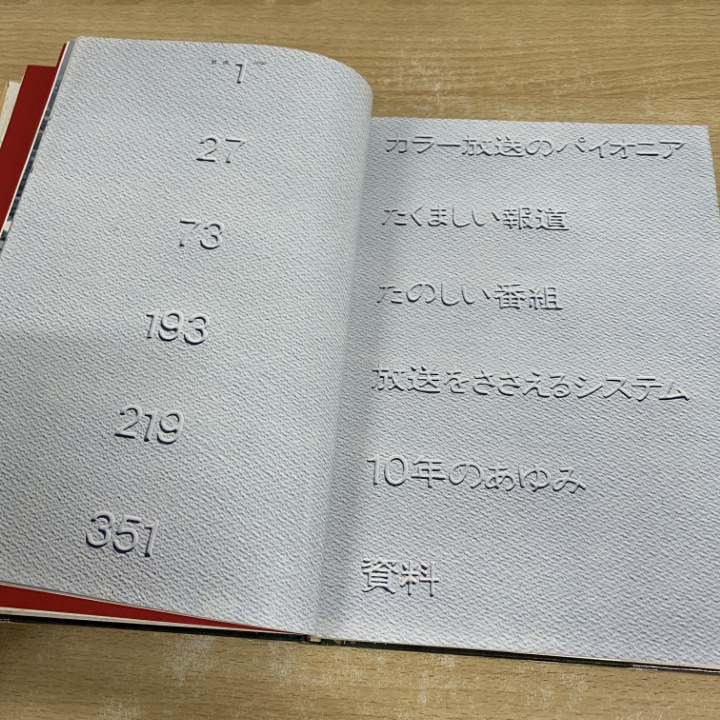 1
27
73
193
219
351
カラー放送のパイオニア
たくましい報道
たのしい番組
放送をささえるシステム
10年のあゆみ
資料